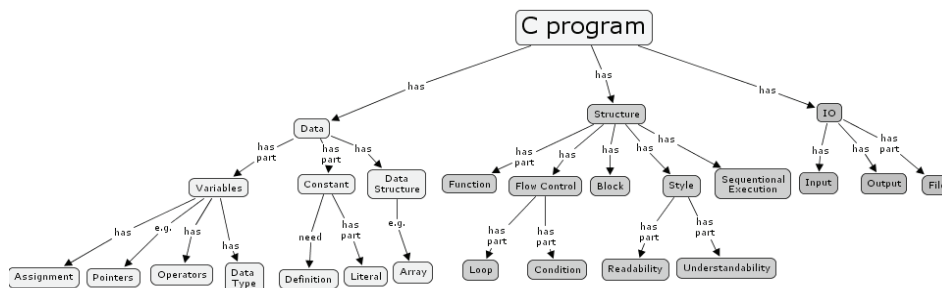 C program
has
has
has
Data
Structure
IO
has
part
has
part
has
has
part
has
has
has
has
has
has
has
part
Variables
Constant
Data
Structure
Function
Flow Control
Block
Style
Sequentional
Execution
Input
Output
File
has
e.g.
has
has
need
has
part
e.g.
has
part
has
part
has
part
has
part
Assignment
Pointers
Operators
Data
Type
Definition
Literal
Array
Loop
Condition
Readability
Understandability